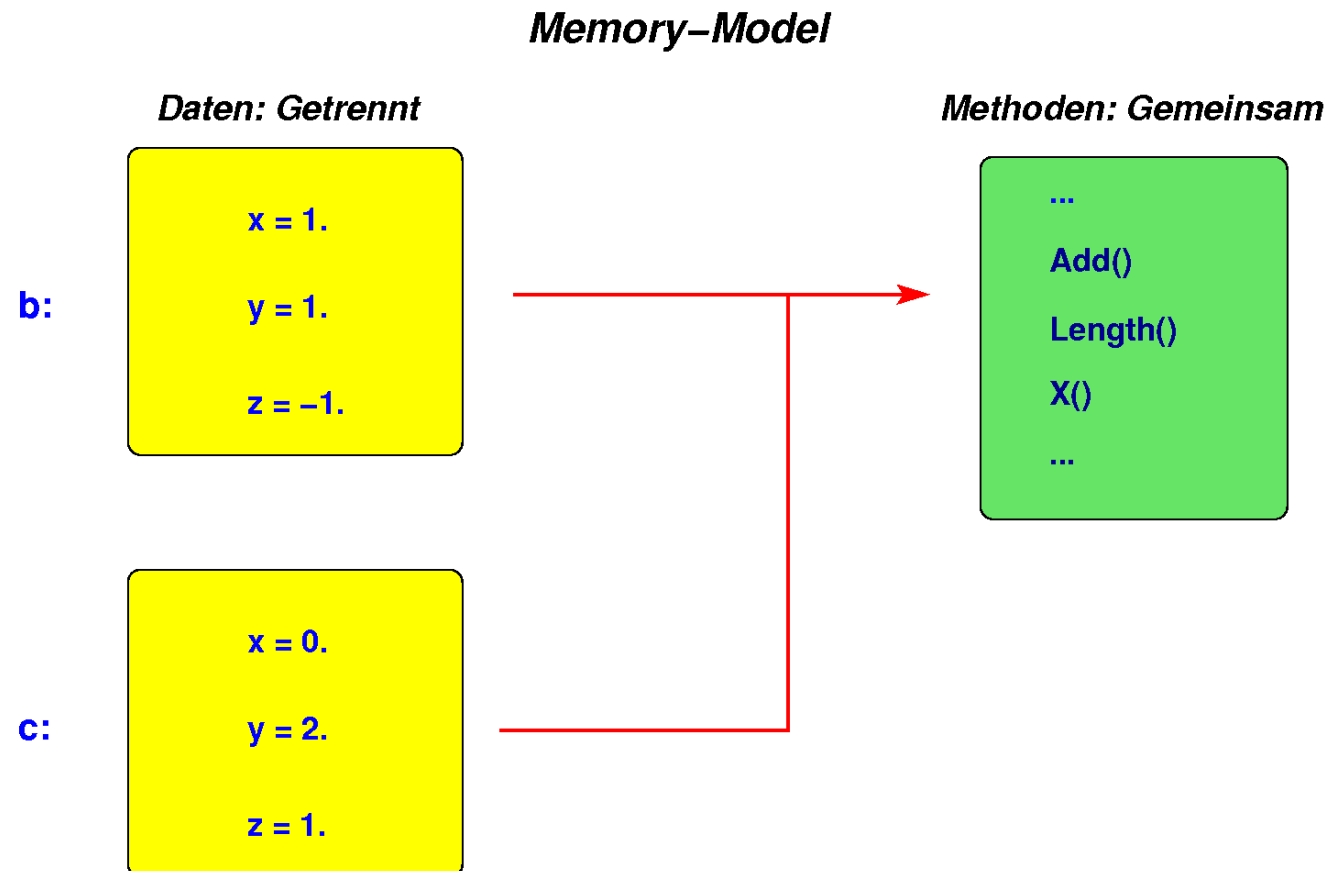 Memory–Model
Daten: Getrennt
Methoden: Gemeinsam
b:
x = 1.
y = 1.
z = –1.
...
Add()
Length()
X()
...
c:
x = 0.
y = 2.
z = 1.